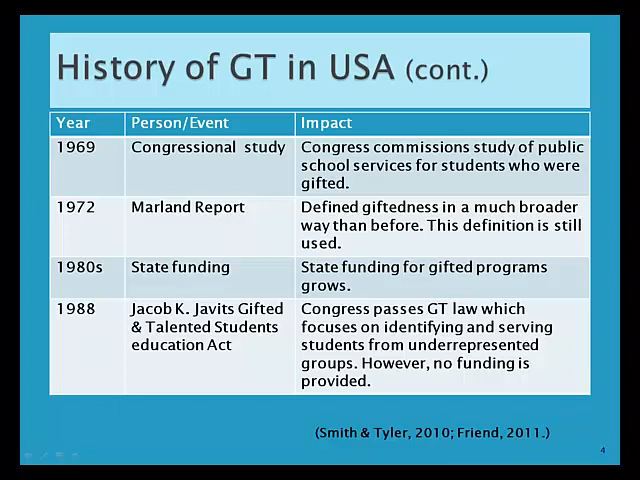 History of GT in USA (cont.)
Year Person/Event Impact
1969 Congressional study Congress commissions study of public
school services for students who were
gifted.
1972 Marland Report Defined giftedness in a much broader
way than before. This definition is still
used.
1980s State funding State funding for gifted programs
grows.
1988 Jacob K. Javits Gifted Congress passes GT law which
& Talented Students focuses on identifying and serving
education Act students from underrepresented
groups. However, no funding is
provided.
(Smith & Tyler, 2010; Friend, 2011.)
4